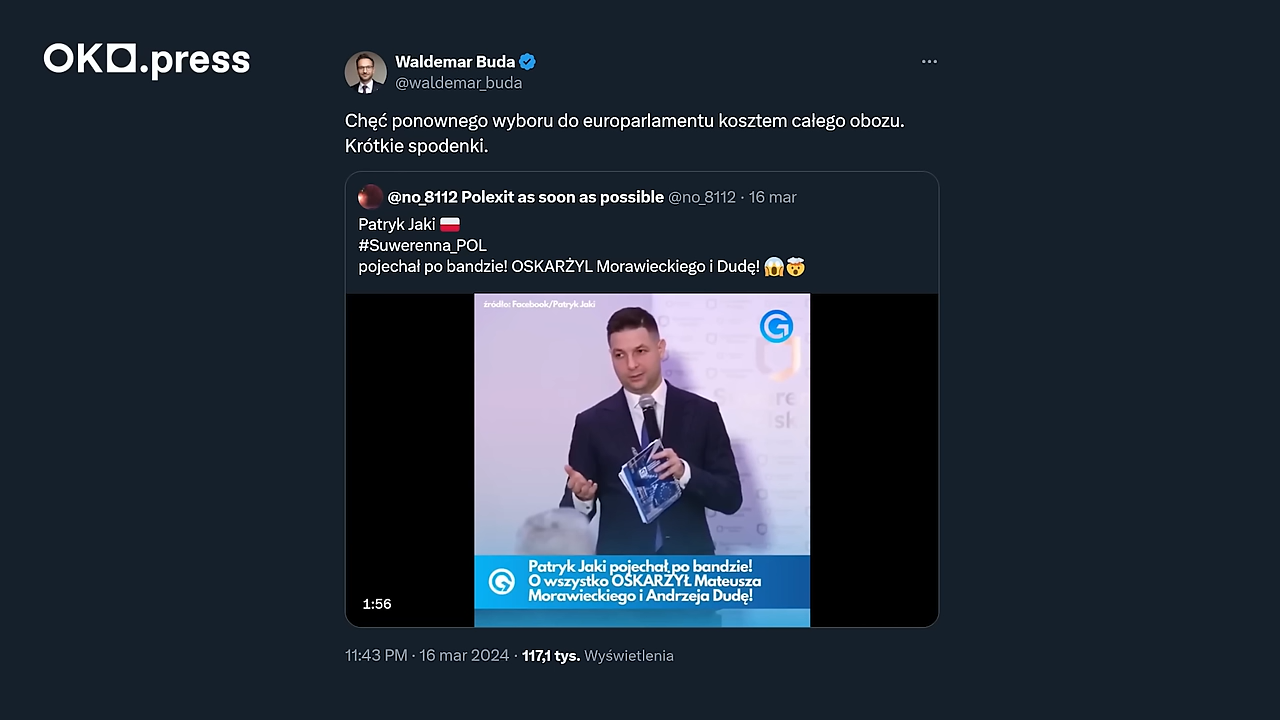 OKO.press
Waldemar Buda
@waldemar_buda
Chęć ponownego wyboru do europarlamentu kosztem całego obozu.
Krótkie spodenki.
@no_8112 Polexit as soon as possible @no_8112 · 16 mar
Patryk Jaki 🇵🇱
#Suwerenna_POL
pojechał po bandzie! OSKARŻYL Morawieckiego i Dudę! 😱🤯
źródło: Facebook/Patryk Jaki
G
Patryk Jaki pojechał po bandzie!
O wszystko OSKARŻYŁ Mateusza
Morawieckiego i Andrzeja Dudę!
1:56
11:43 PM · 16 mar 2024 · 117,1 tys. Wyświetlenia